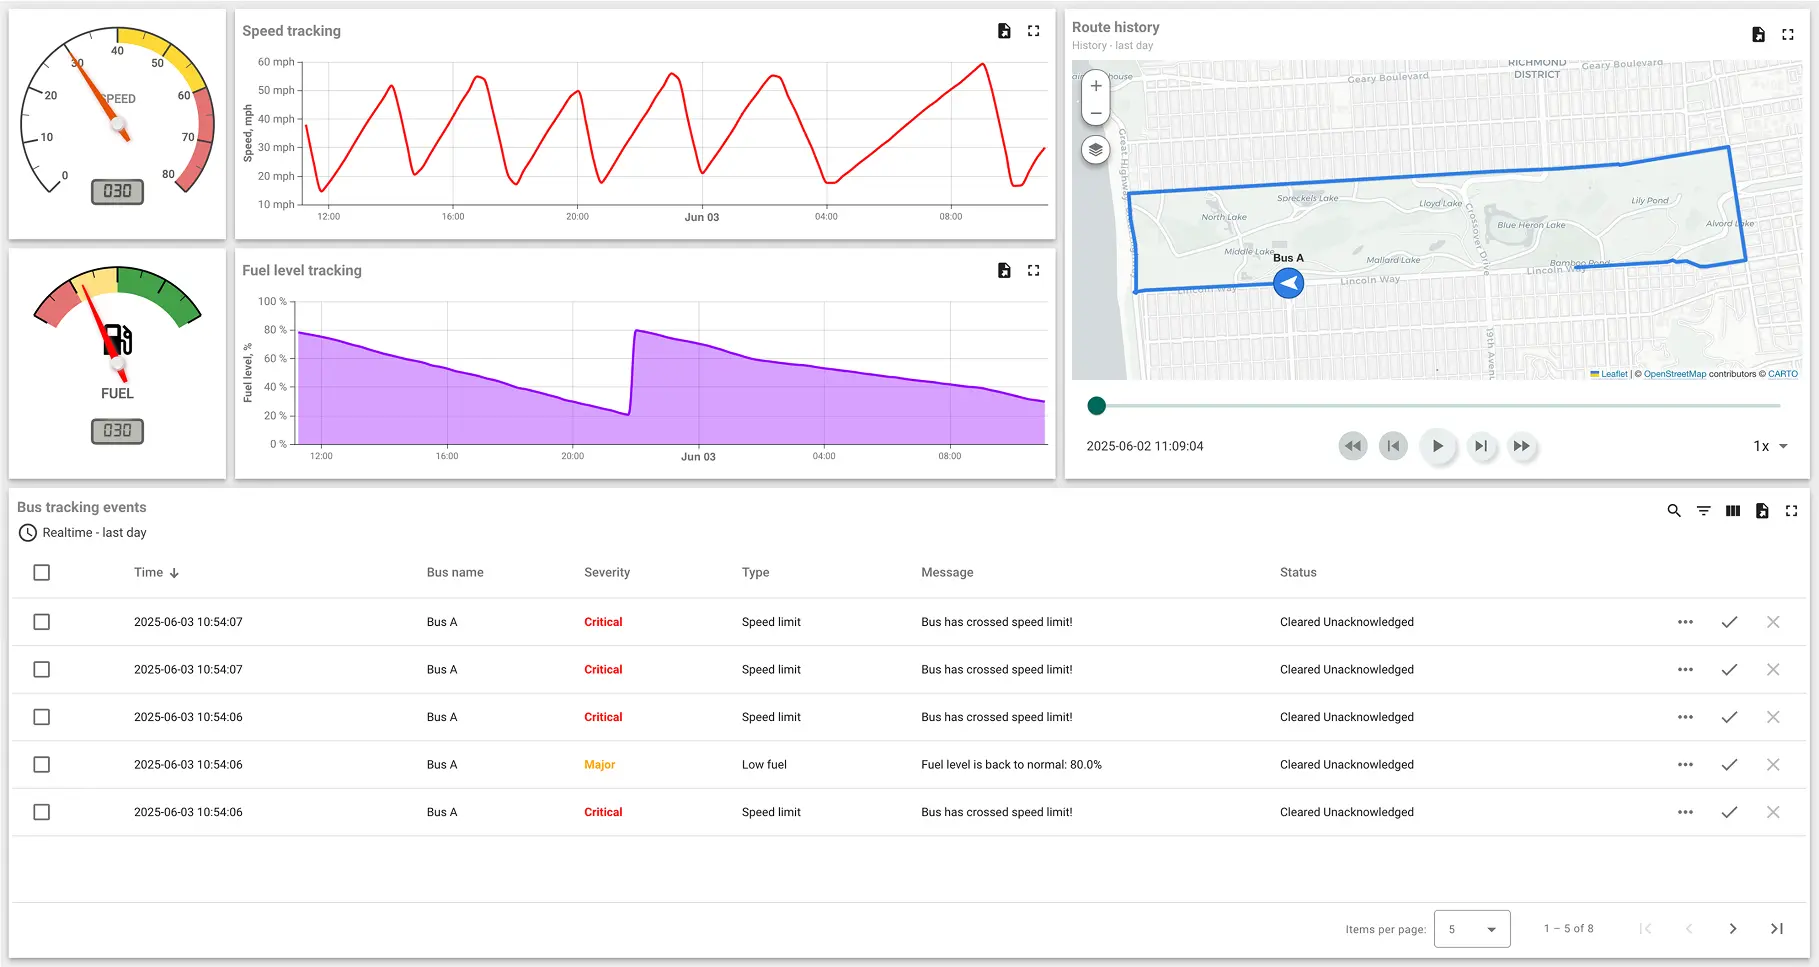 0
10
20
30
40
50
60
70
80
SPEED
030
Speed tracking
60 mph
50 mph
40 mph
30 mph
20 mph
10 mph
Speed, mph
12:00
16:00
20:00
Jun 03
04:00
08:00
Route history
History - last day
RICHMOND
DISTRICT
Geary Boulevard
Geary Boulevard
Great Highway
Spreckels Lake
North Lake
Lloyd Lake
Lily Pond
Blue Heron Lake
Alvord Lake
Crossover Drive
Middle Lake
Mallard Lake
Bamboo Pond
Bus A
Lincoln Way
Lincoln Way
Lincoln Way
19th Avenu
Leaflet | © OpenStreetMap contributors © CARTO
2025-06-02 11:09:04
1x
FUEL
030
Fuel level tracking
100 %
80 %
60 %
40 %
20 %
0 %
Fuel level, %
12:00
16:00
20:00
Jun 03
04:00
08:00
Bus tracking events
Realtime - last day
Time Bus name Severity Type Message Status
2025-06-03 10:54:07 Bus A Critical Speed limit Bus has crossed speed limit! Cleared Unacknowledged
2025-06-03 10:54:07 Bus A Critical Speed limit Bus has crossed speed limit! Cleared Unacknowledged
2025-06-03 10:54:06 Bus A Critical Speed limit Bus has crossed speed limit! Cleared Unacknowledged
2025-06-03 10:54:06 Bus A Major Low fuel Fuel level is back to normal: 80.0% Cleared Unacknowledged
2025-06-03 10:54:06 Bus A Critical Speed limit Bus has crossed speed limit! Cleared Unacknowledged
Items per page: 5 1 – 5 of 8